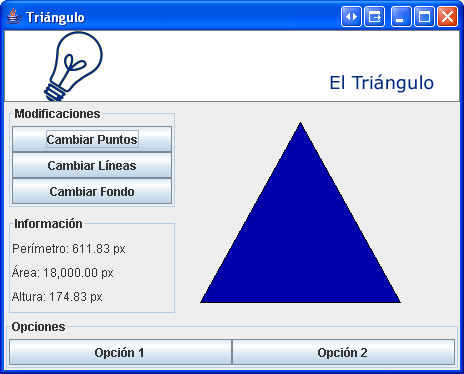 Triángulo
El Triángulo
Modificaciones
Cambiar Puntos
Cambiar Líneas
Cambiar Fondo
Información
Perímetro: 611.83 px
Área: 18,000.00 px
Altura: 174.83 px
Opciones
Opción 1
Opción 2